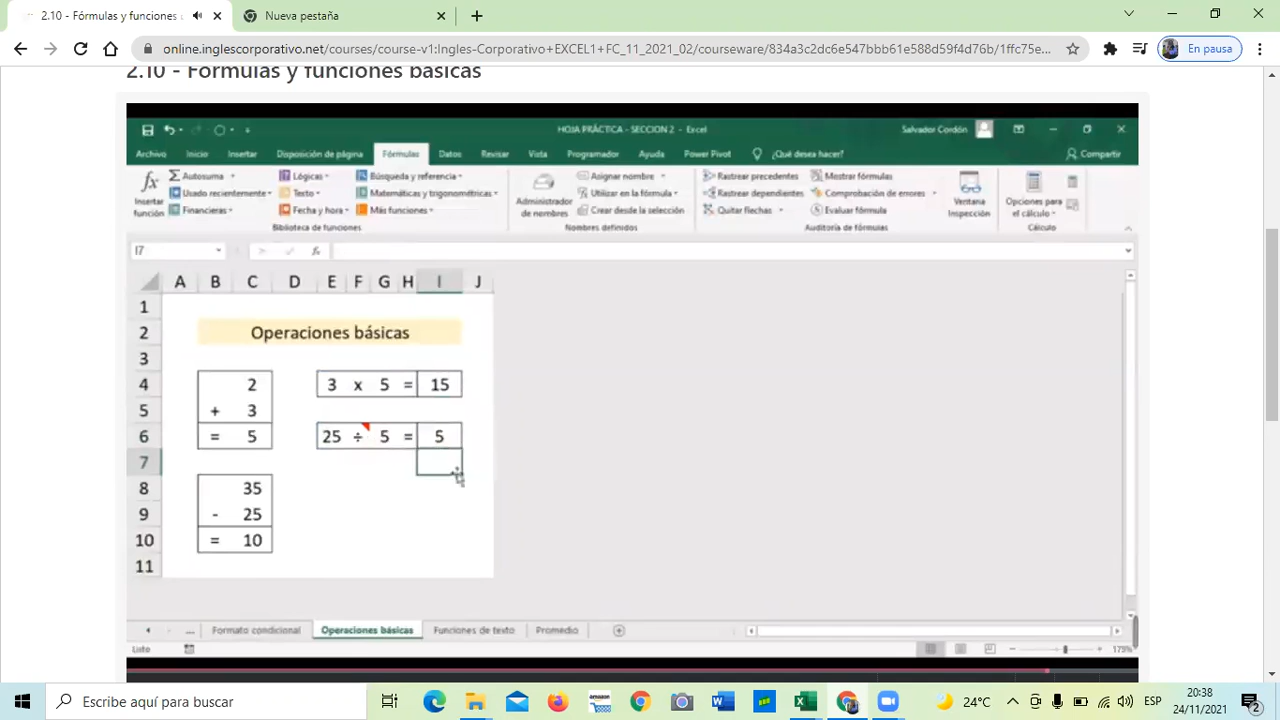 2.10 - Fórmulas y funciones b
Nueva pestaña
online.inglescorporativo.net/courses/course-v1:Ingles-Corporativo+EXCEL1+FC_11_2021_02/courseware/834a3c2dc6e547bbb61e588d59f4d76b/1ffc75e...
En pausa
2.10 - Fórmulas y funciones básicas
HOJA PRÁCTICA - SECCION 2 - Excel
Salvador Cordón
Archivo Inicio Insertar Disposición de página Fórmulas Datos Revisar Vista Programador Ayuda Power Pivot ¿Qué desea hacer? Compartir
fx Insertar función
Autosuma
Usado recientemente
Financieras
Lógicas
Texto
Fecha y hora
Búsqueda y referencia
Matemáticas y trigonométricas
Más funciones
Biblioteca de funciones
Administrador de nombres
Asignar nombre
Utilizar en la fórmula
Crear desde la selección
Nombres definidos
Rastrear precedentes
Rastrear dependientes
Quitar flechas
Mostrar fórmulas
Comprobación de errores
Evaluar fórmula
Auditoría de fórmulas
Ventana Inspección
Opciones para el cálculo
Cálculo
I7 fx
A B C D E F G H I J
1
2 Operaciones básicas
3
4 2 3 x 5 = 15
5 + 3
6 = 5 25 ÷ 5 = 5
7
8 35
9 - 25
10 = 10
11
... Formato condicional Operaciones básicas Funciones de texto Promedio
Listo 175%
Escribe aquí para buscar
amazon
24°C
ESP
20:38
24/11/2021
2